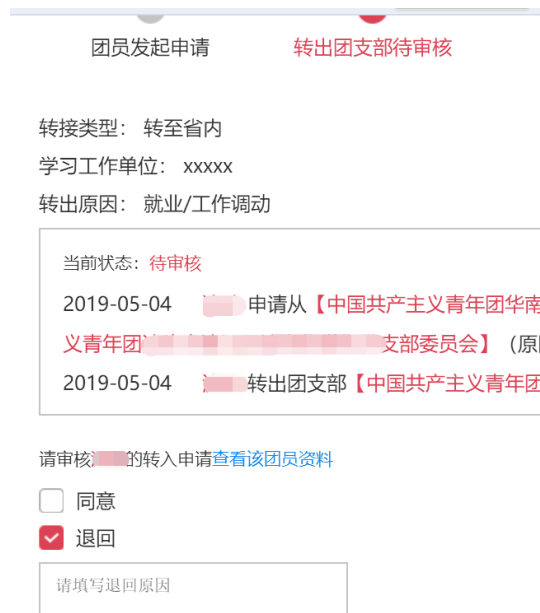 团员发起申请 转出团支部待审核
转接类型： 转至省内
学习工作单位： xxxxx
转出原因： 就业/工作调动
当前状态：待审核
2019-05-04 申请从【中国共产主义青年团华南
义青年团 支部委员会】（原
2019-05-04 转出团支部【中国共产主义青年团
请审核 的转入申请查看该团员资料
同意
退回
请填写退回原因